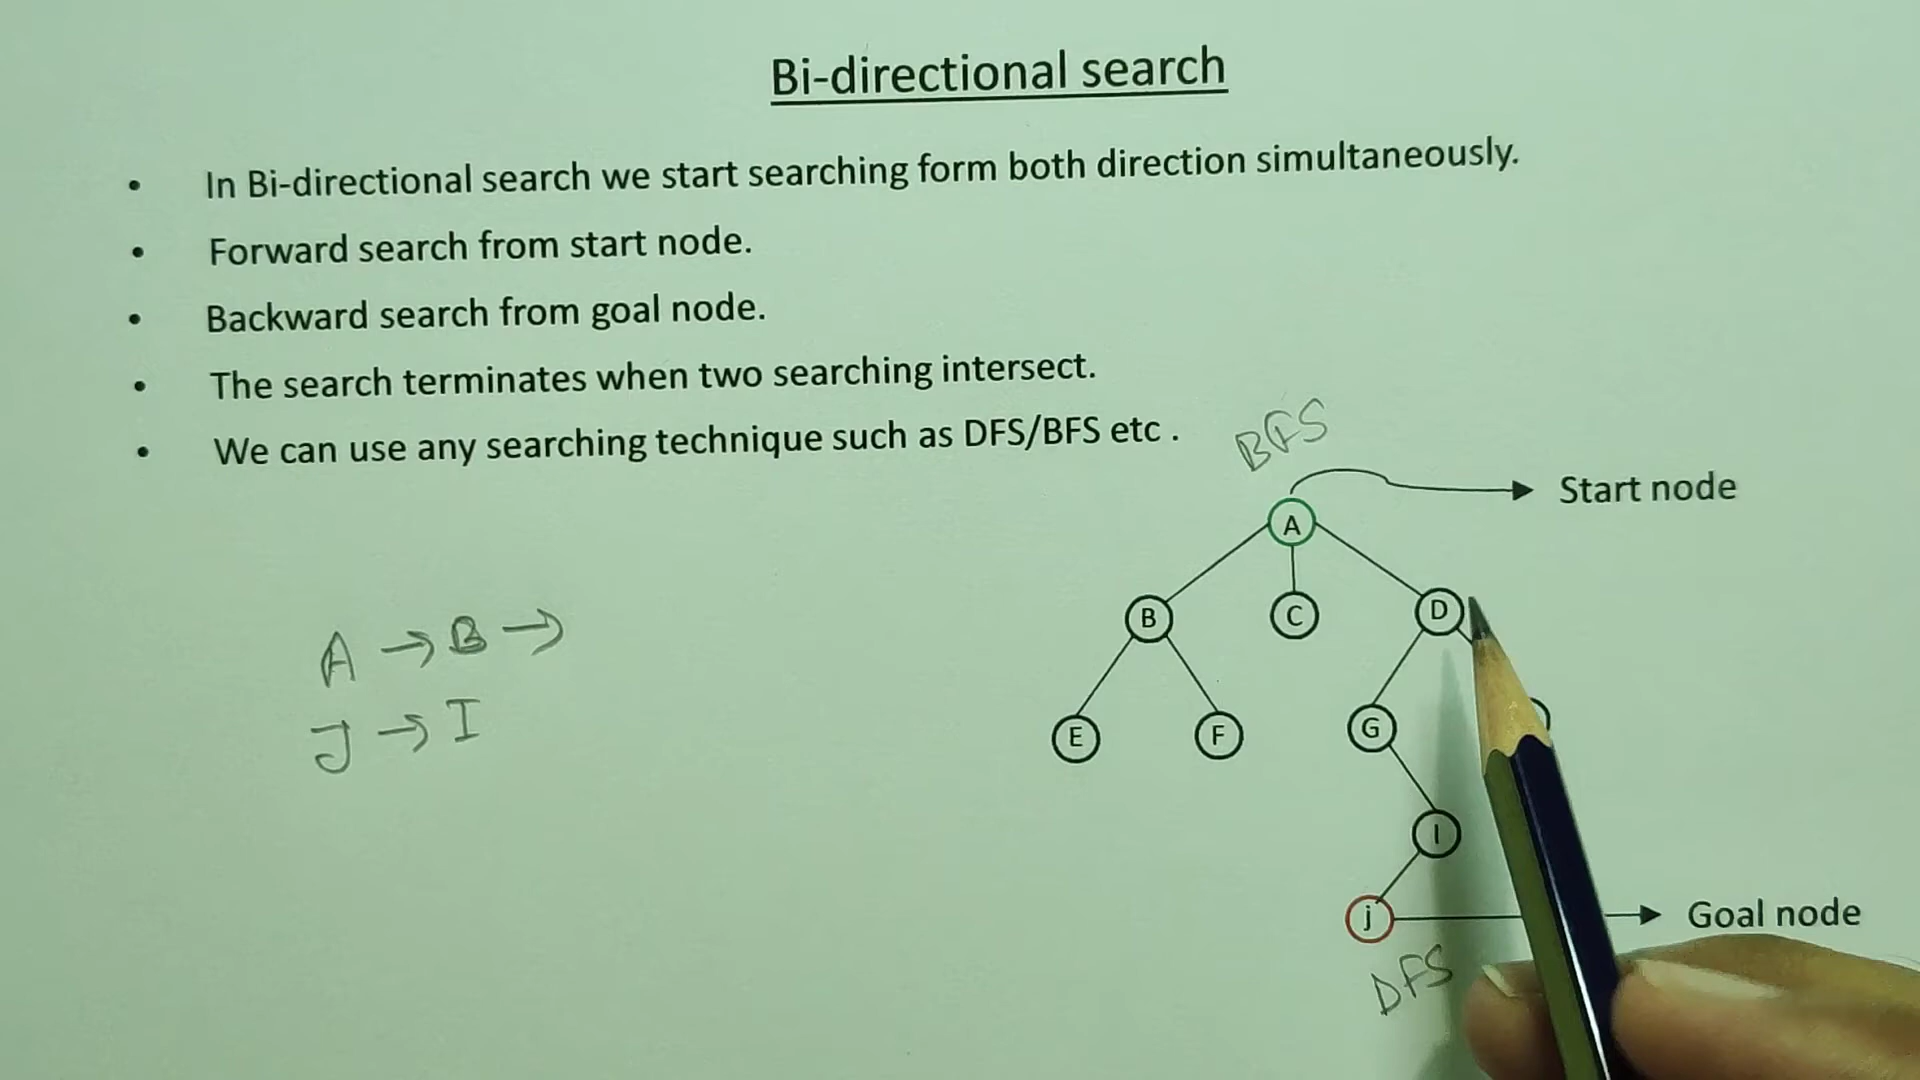 Bi-directional search
• In Bi-directional search we start searching form both direction simultaneously.
• Forward search from start node.
• Backward search from goal node.
• The search terminates when two searching intersect.
• We can use any searching technique such as DFS/BFS etc .
BFS
Start node
A
B C D
A → B →
J → I
E F G
I
j
Goal node
DFS